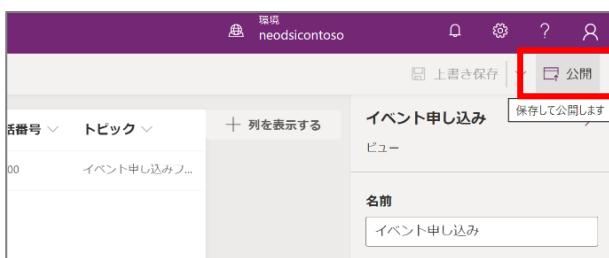 環境
neodsicontoso
?
上書き保存
公開
保存して公開します
話番号
トピック
列を表示する
イベント申し込み
ビュー
00
イベント申し込みフ...
名前
イベント申し込み